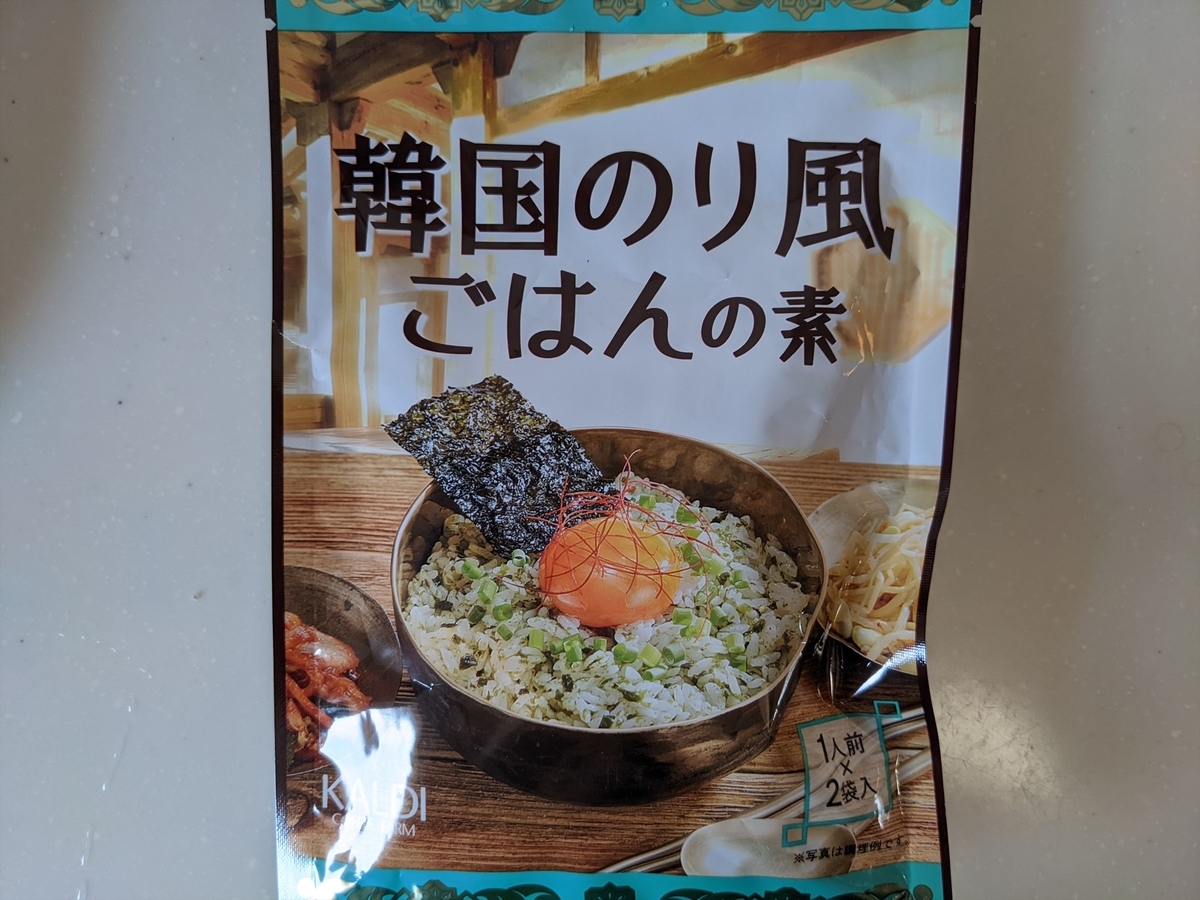 韓国のり風
ごはんの素
1人前
×
2袋入
KALDI
※写真は調理例です。